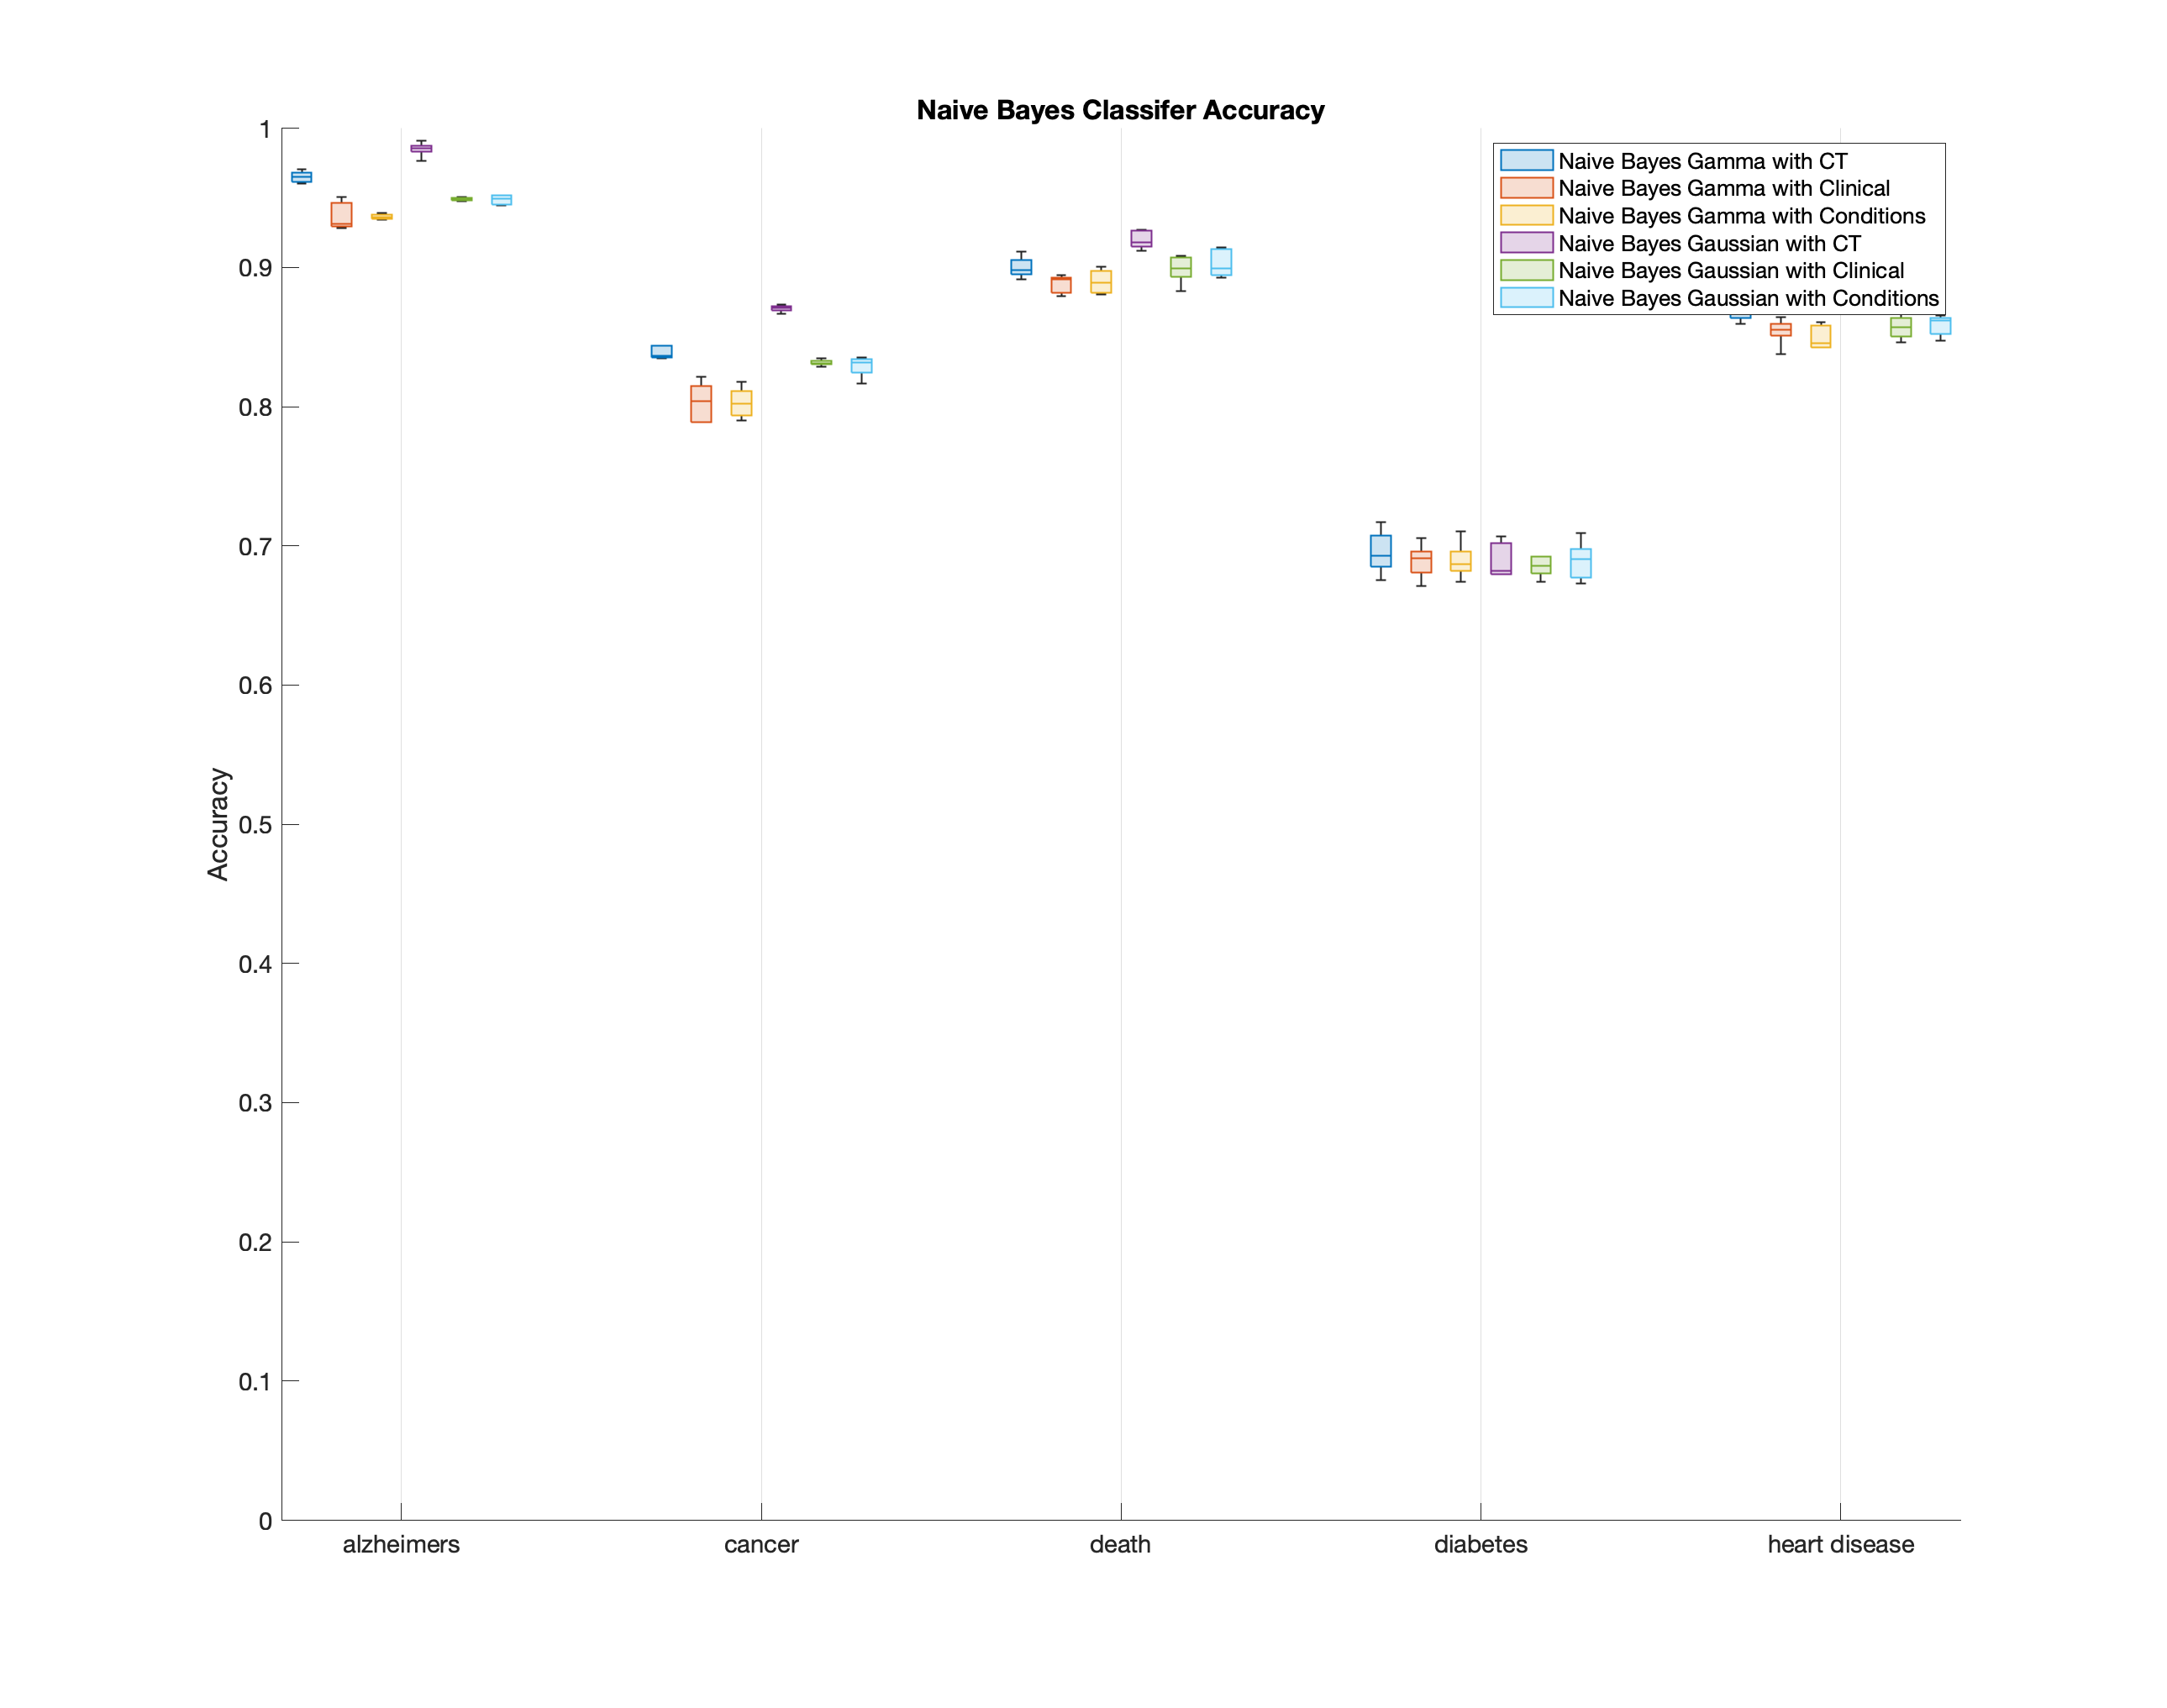 Naive Bayes Classifer Accuracy
1
0.9
0.8
0.7
0.6
0.5
0.4
0.3
0.2
0.1
0
Accuracy
Naive Bayes Gamma with CT
Naive Bayes Gamma with Clinical
Naive Bayes Gamma with Conditions
Naive Bayes Gaussian with CT
Naive Bayes Gaussian with Clinical
Naive Bayes Gaussian with Conditions
alzheimers cancer death diabetes heart disease